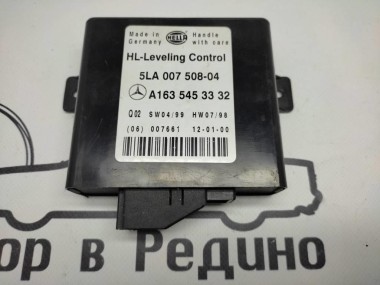 Made in Germany HELLA Handle with care
HL-Leveling Control
5LA 007 508-04
A163 545 33 32
Q02 SW04/99 HW07/98
(06) 007661 12-01-00
ор в Редино